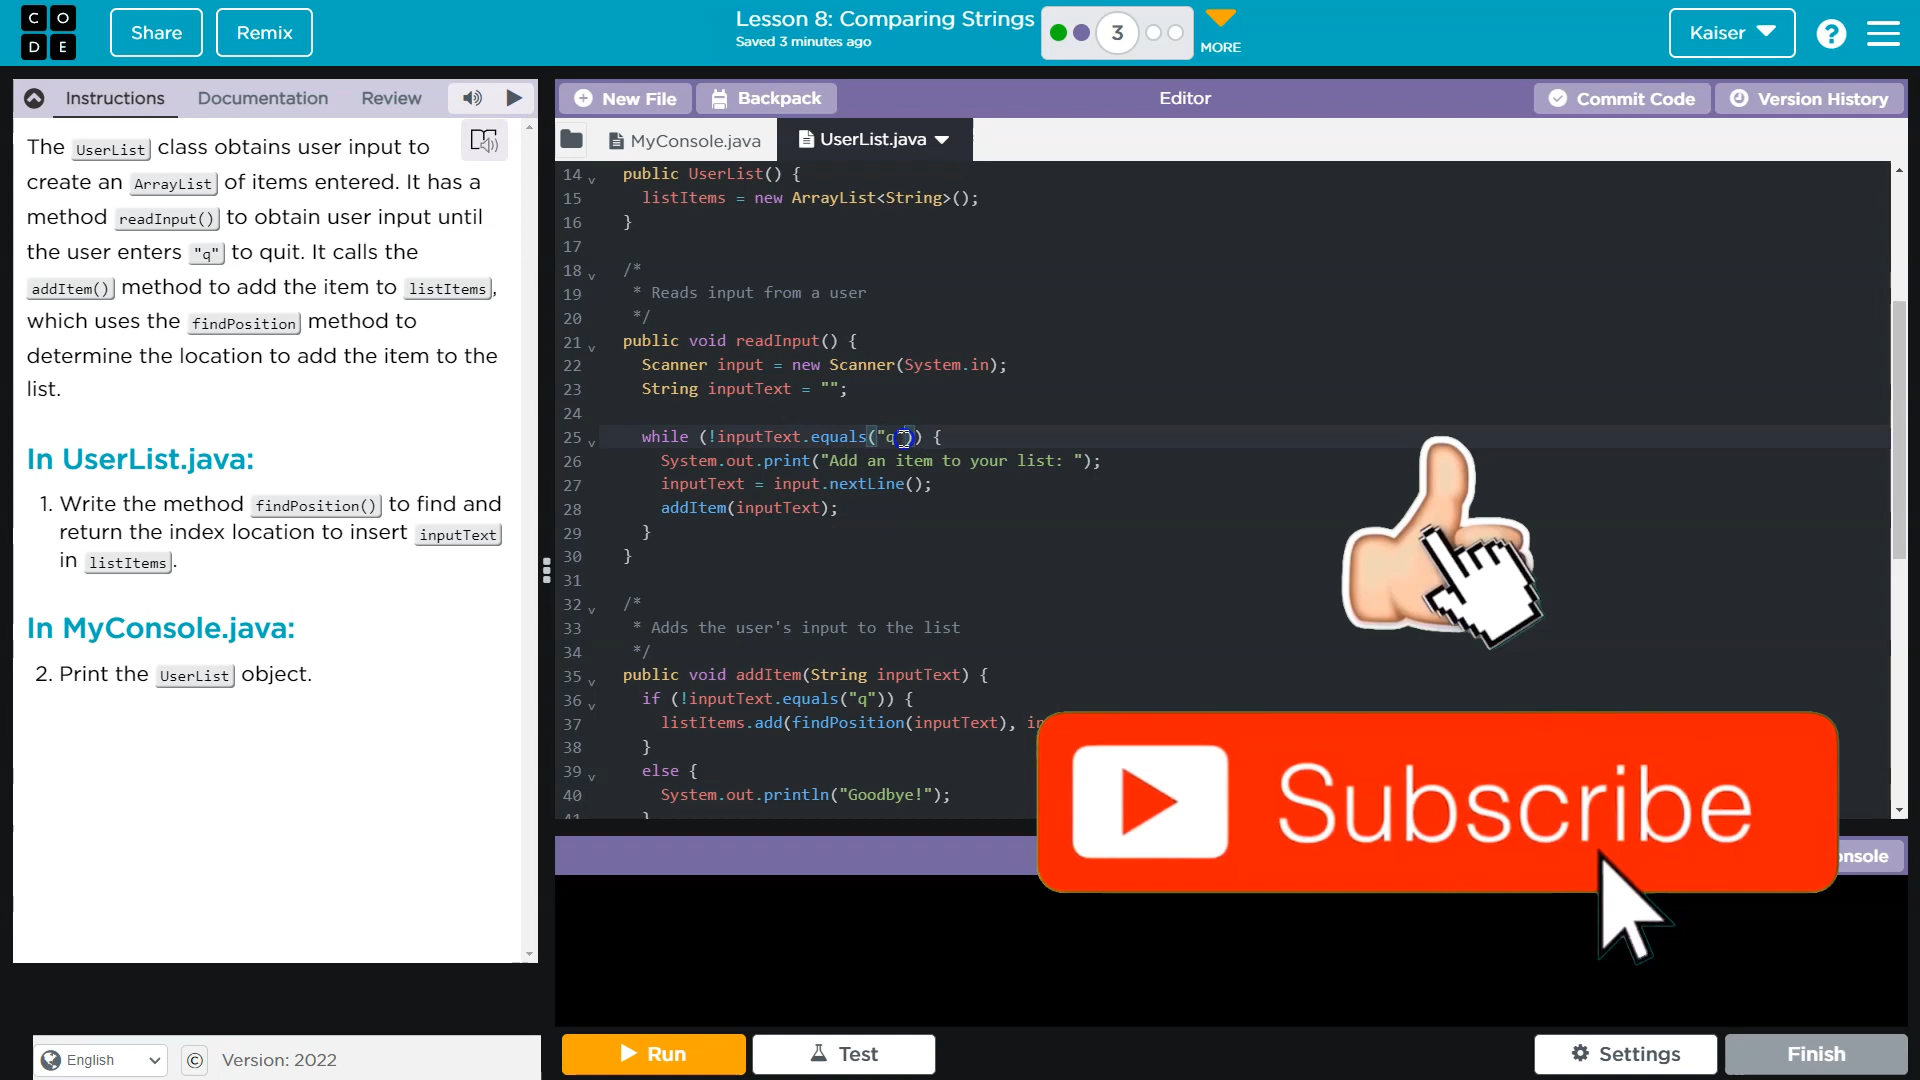 C O
D E
Share
Remix
Lesson 8: Comparing Strings
Saved 3 minutes ago
3
MORE
Kaiser
?
Instructions
Documentation
Review
The UserList class obtains user input to
create an ArrayList of items entered. It has a
method readInput() to obtain user input until
the user enters "q" to quit. It calls the
addItem() method to add the item to listItems,
which uses the findPosition method to
determine the location to add the item to the
list.
In UserList.java:
1. Write the method findPosition() to find and
return the index location to insert inputText
in listItems.
In MyConsole.java:
2. Print the UserList object.
English
©
Version: 2022
New File
Backpack
Editor
Commit Code
Version History
MyConsole.java
UserList.java
14 public UserList() {
15 listItems = new ArrayList<String>();
16 }
17
18 /*
19 * Reads input from a user
20 */
21 public void readInput() {
22 Scanner input = new Scanner(System.in);
23 String inputText = "";
24
25 while (!inputText.equals("q")) {
26 System.out.print("Add an item to your list: ");
27 inputText = input.nextLine();
28 addItem(inputText);
29 }
30 }
31
32 /*
33 * Adds the user's input to the list
34 */
35 public void addItem(String inputText) {
36 if (!inputText.equals("q")) {
37 listItems.add(findPosition(inputText),
38 }
39 else {
40 System.out.println("Goodbye!");
41 }
Subscribe
Run
Test
Settings
Finish